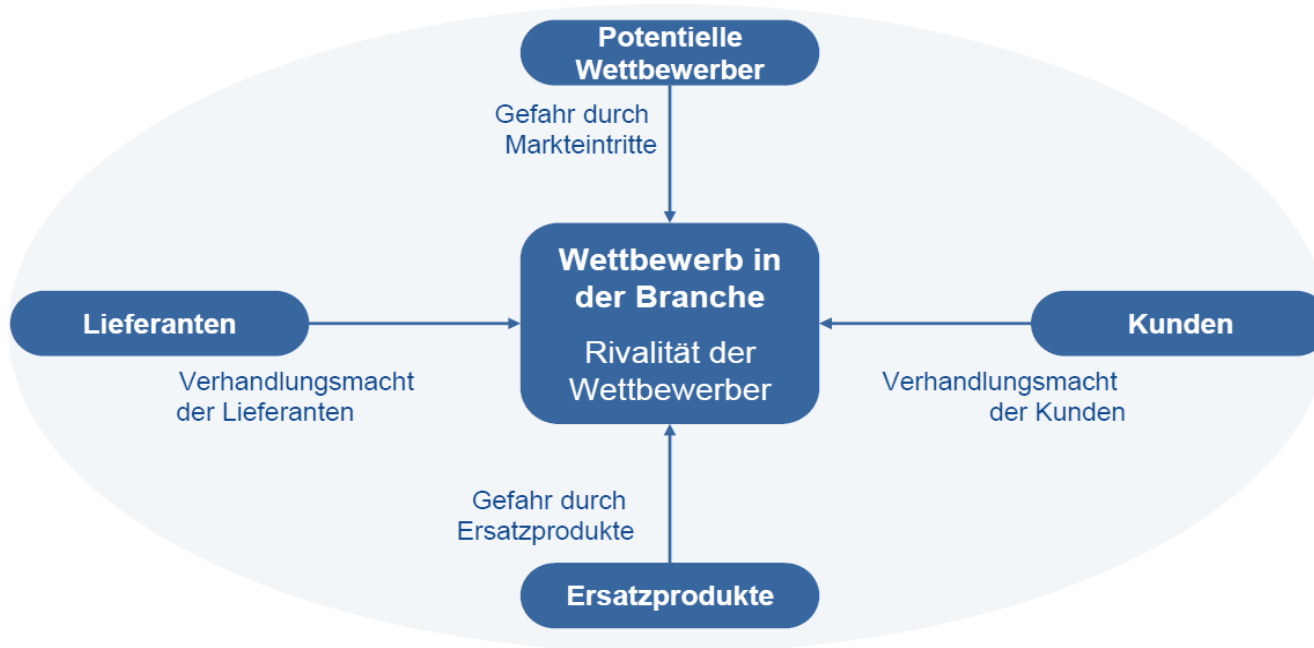 Potentielle
Wettbewerber
Gefahr durch
Markteintritte
Wettbewerb in
der Branche
Rivalität der
Wettbewerber
Lieferanten
Verhandlungsmacht
der Lieferanten
Kunden
Verhandlungsmacht
der Kunden
Gefahr durch
Ersatzprodukte
Ersatzprodukte